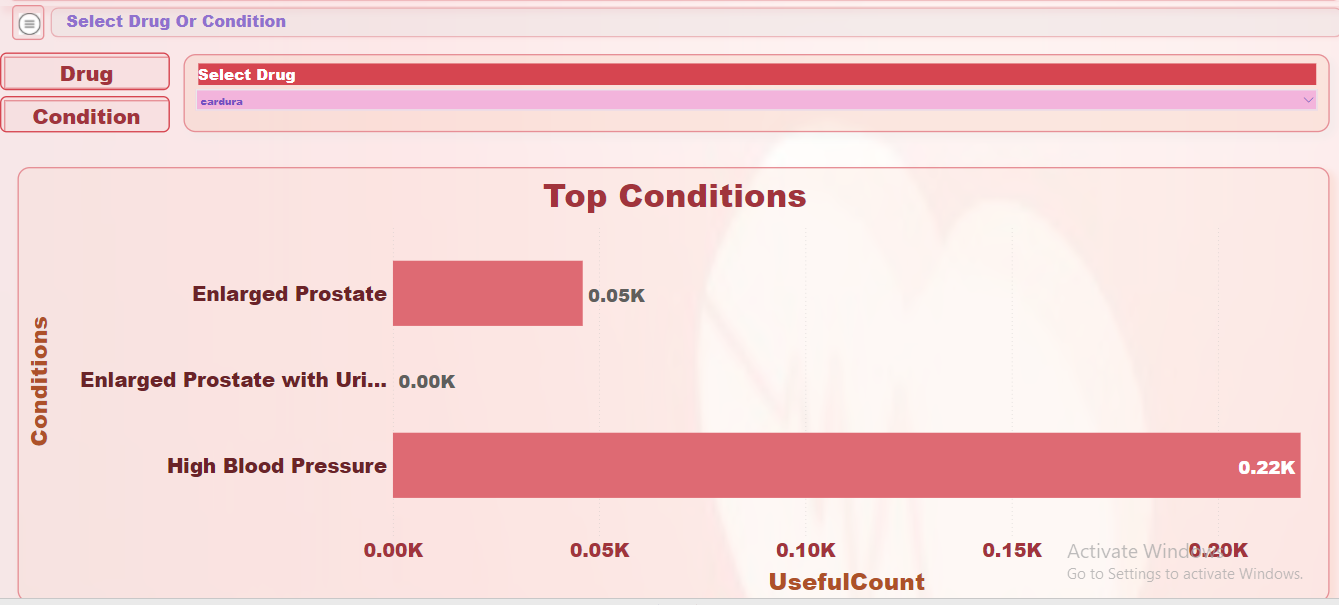 Select Drug Or Condition
Drug
Condition
Select Drug
cardura
Top Conditions
Conditions
Enlarged Prostate
0.05K
Enlarged Prostate with Uri...
0.00K
High Blood Pressure
0.22K
0.00K 0.05K 0.10K 0.15K 0.20K
UsefulCount
Activate Windows
Go to Settings to activate Windows.